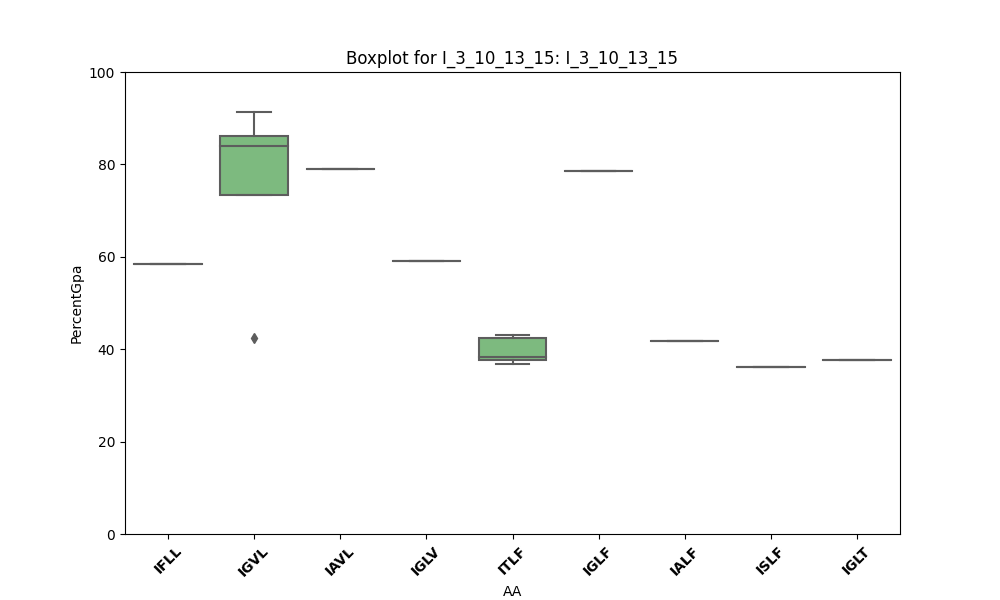 Boxplot for I_3_10_13_15: I_3_10_13_15
100
80
60
40
20
0
PercentGpa
IFLL
IGVL
IAVL
IGLV
ITLF
IGLF
IALF
ISLF
IGLT
AA